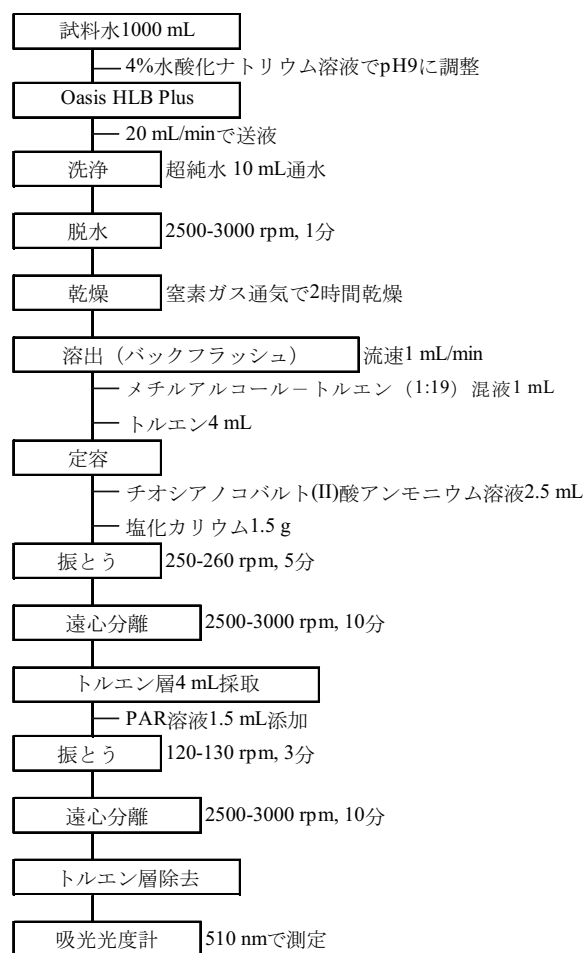 試料水1000 mL
4%水酸化ナトリウム溶液でpH9に調整
Oasis HLB Plus
20 mL/minで送液
洗浄 超純水 10 mL通水
脱水 2500-3000 rpm, 1分
乾燥 窒素ガス通気で2時間乾燥
溶出（バックフラッシュ） 流速1 mL/min
メチルアルコール－トルエン（1:19）混液1 mL
トルエン4 mL
定容
チオシアノコバルト(II)酸アンモニウム溶液2.5 mL
塩化カリウム1.5 g
振とう 250-260 rpm, 5分
遠心分離 2500-3000 rpm, 10分
トルエン層4 mL採取
PAR溶液1.5 mL添加
振とう 120-130 rpm, 3分
遠心分離 2500-3000 rpm, 10分
トルエン層除去
吸光光度計 510 nmで測定